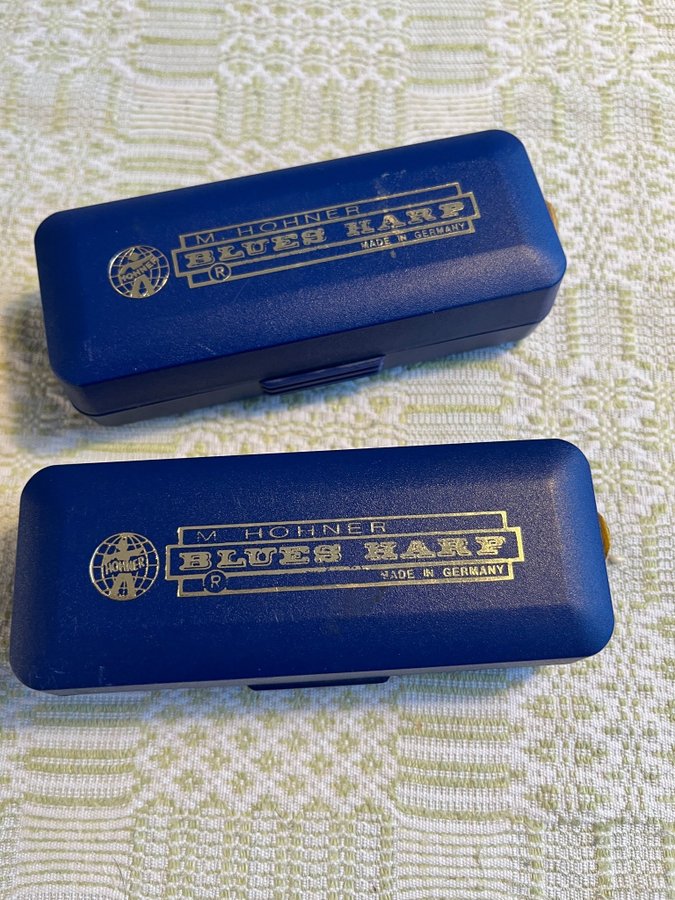 M. HOHNER
BLUES HARP
MADE IN GERMANY
®
HOHNER
M. HOHNER
BLUES HARP
MADE IN GERMANY
®
HOHNER